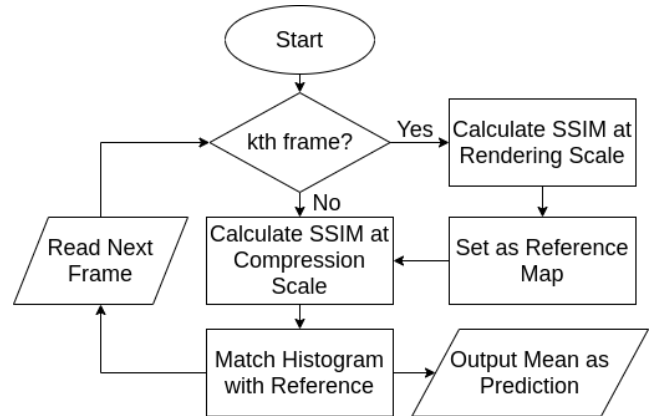 Start
kth frame?
Yes
Calculate SSIM at
Rendering Scale
No
Read Next
Frame
Calculate SSIM at
Compression
Scale
Set as Reference
Map
Match Histogram
with Reference
Output Mean as
Prediction